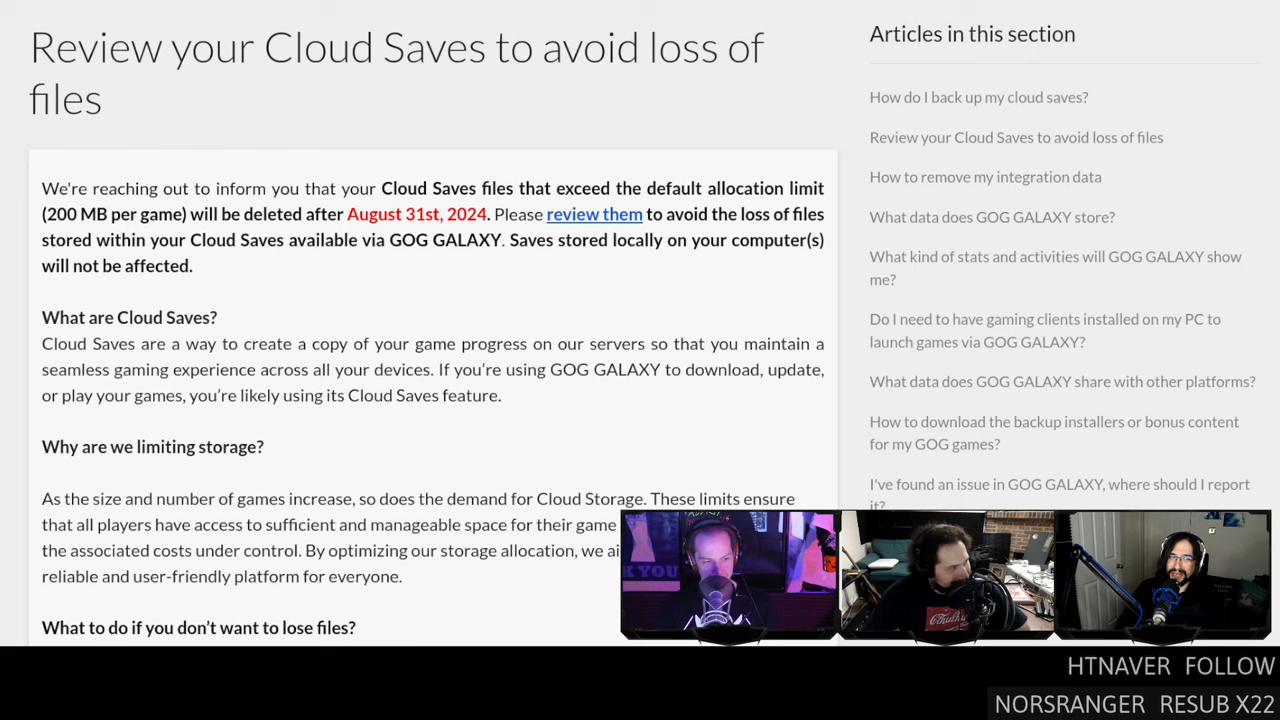 Review your Cloud Saves to avoid loss of
files
We're reaching out to inform you that your Cloud Saves files that exceed the default allocation limit
(200 MB per game) will be deleted after August 31st, 2024. Please review them to avoid the loss of files
stored within your Cloud Saves available via GOG GALAXY. Saves stored locally on your computer(s)
will not be affected.
What are Cloud Saves?
Cloud Saves are a way to create a copy of your game progress on our servers so that you maintain a
seamless gaming experience across all your devices. If you’re using GOG GALAXY to download, update,
or play your games, you’re likely using its Cloud Saves feature.
Why are we limiting storage?
As the size and number of games increase, so does the demand for Cloud Storage. These limits ensure
that all players have access to sufficient and manageable space for their game
the associated costs under control. By optimizing our storage allocation, we ai
reliable and user-friendly platform for everyone.
What to do if you don’t want to lose files?
Articles in this section
How do I back up my cloud saves?
Review your Cloud Saves to avoid loss of files
How to remove my integration data
What data does GOG GALAXY store?
What kind of stats and activities will GOG GALAXY show
me?
Do I need to have gaming clients installed on my PC to
launch games via GOG GALAXY?
What data does GOG GALAXY share with other platforms?
How to download the backup installers or bonus content
for my GOG games?
I've found an issue in GOG GALAXY, where should I report
it?
K YOU
Cthulhu
HTNAVER FOLLOW
NORSRANGER RESUB X22